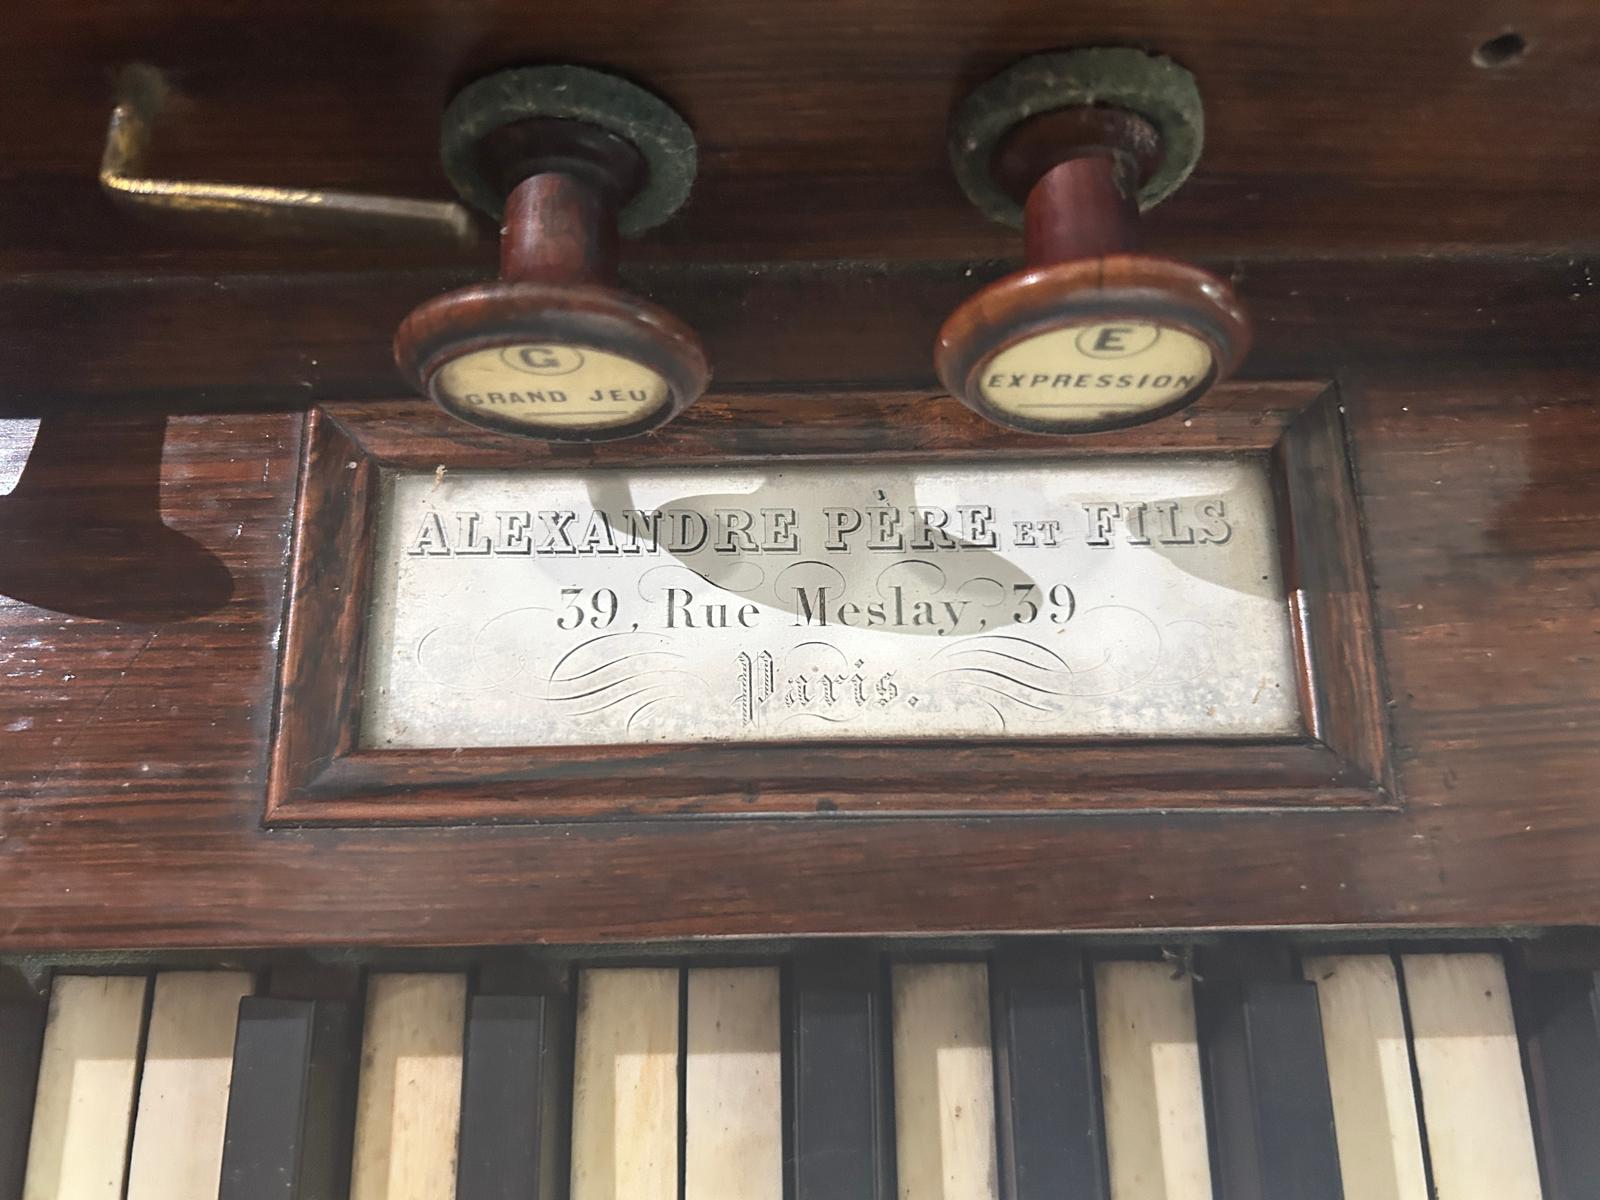 G
GRAND JEU
E
EXPRESSION
ALEXANDRE PÈRE ET FILS
39, Rue Meslay, 39
Paris.